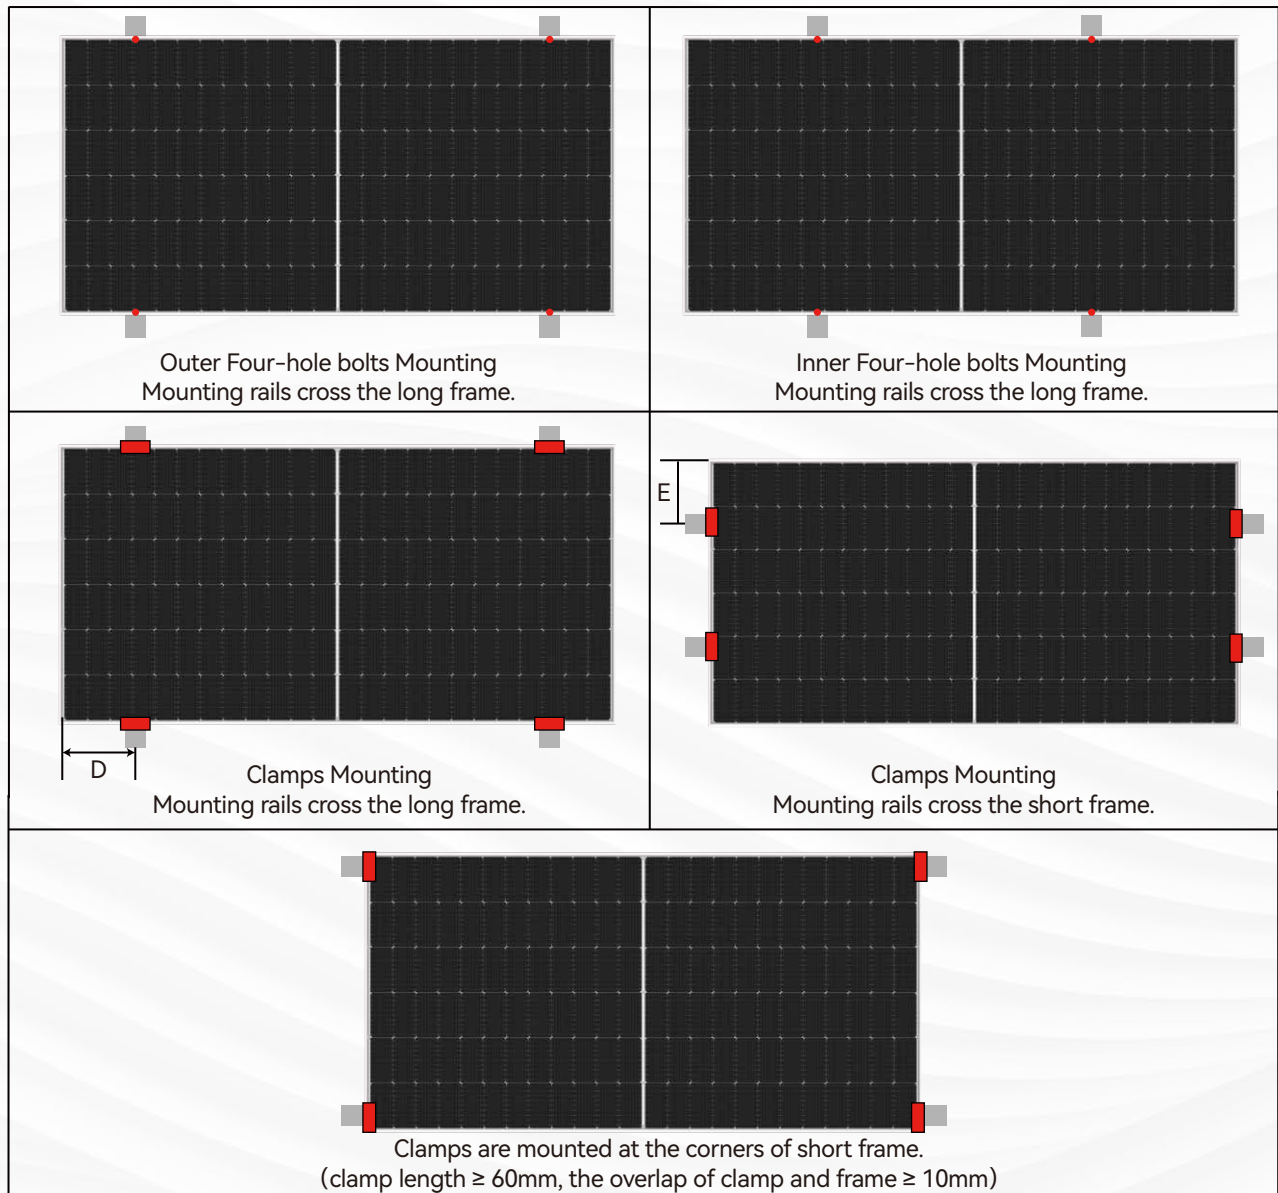 Outer Four-hole bolts Mounting
Mounting rails cross the long frame.
Inner Four-hole bolts Mounting
Mounting rails cross the long frame.
D
Clamps Mounting
Mounting rails cross the long frame.
E
Clamps Mounting
Mounting rails cross the short frame.
Clamps are mounted at the corners of short frame.
(clamp length ≥ 60mm, the overlap of clamp and frame ≥ 10mm)